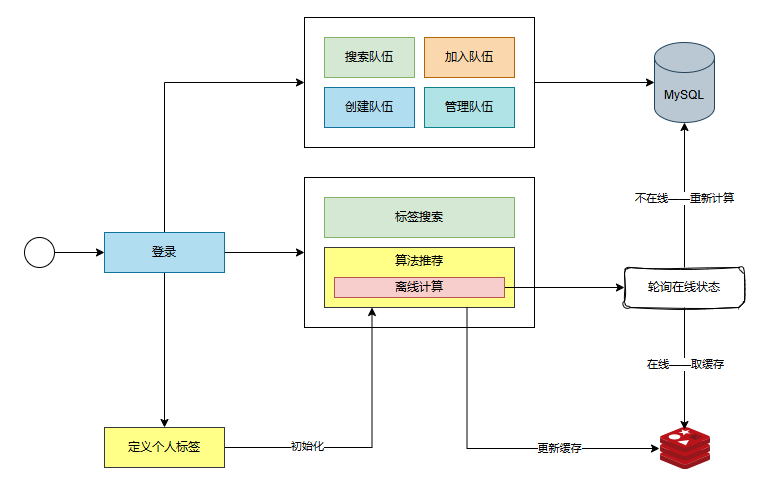 搜索队伍
加入队伍
创建队伍
管理队伍
MySQL
不在线——重新计算
标签搜索
登录
算法推荐
离线计算
轮询在线状态
在线——取缓存
定义个人标签
初始化
更新缓存